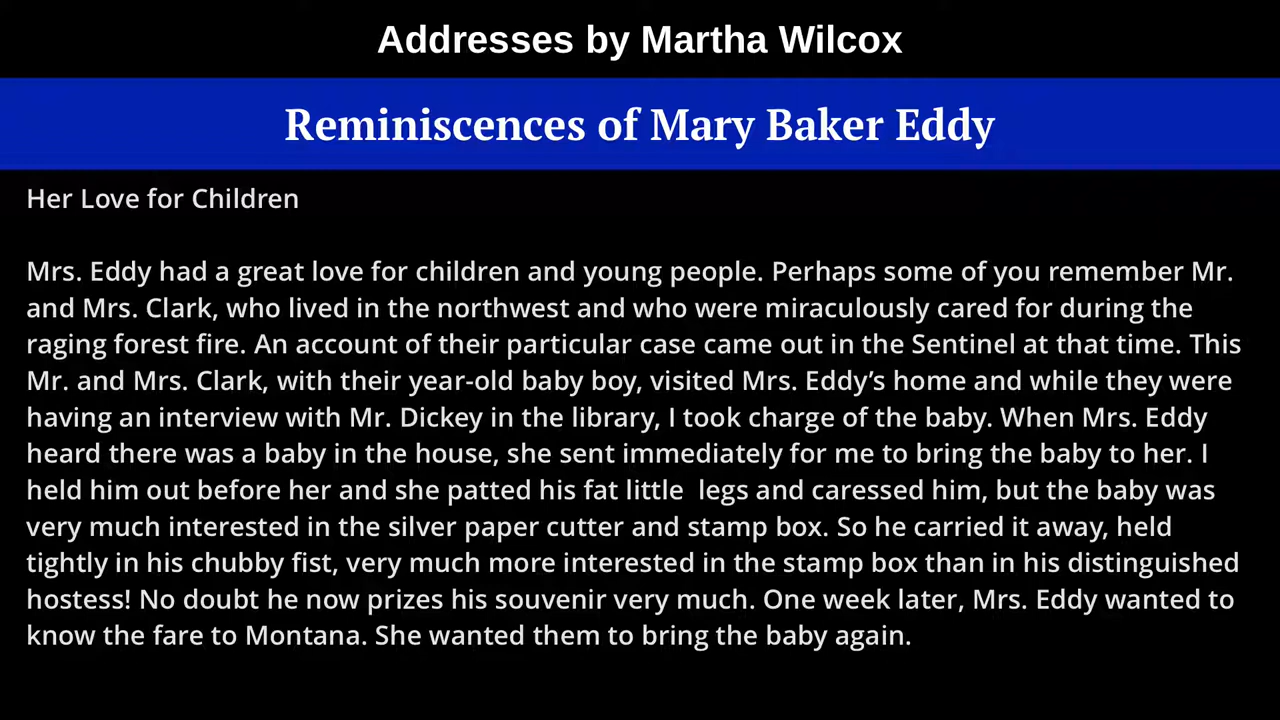 Addresses by Martha Wilcox
Reminiscences of Mary Baker Eddy
Her Love for Children
Mrs. Eddy had a great love for children and young people. Perhaps some of you remember Mr.
and Mrs. Clark, who lived in the northwest and who were miraculously cared for during the
raging forest fire. An account of their particular case came out in the Sentinel at that time. This
Mr. and Mrs. Clark, with their year-old baby boy, visited Mrs. Eddy’s home and while they were
having an interview with Mr. Dickey in the library, I took charge of the baby. When Mrs. Eddy
heard there was a baby in the house, she sent immediately for me to bring the baby to her. I
held him out before her and she patted his fat little  legs and caressed him, but the baby was
very much interested in the silver paper cutter and stamp box. So he carried it away, held
tightly in his chubby fist, very much more interested in the stamp box than in his distinguished
hostess! No doubt he now prizes his souvenir very much. One week later, Mrs. Eddy wanted to
know the fare to Montana. She wanted them to bring the baby again.